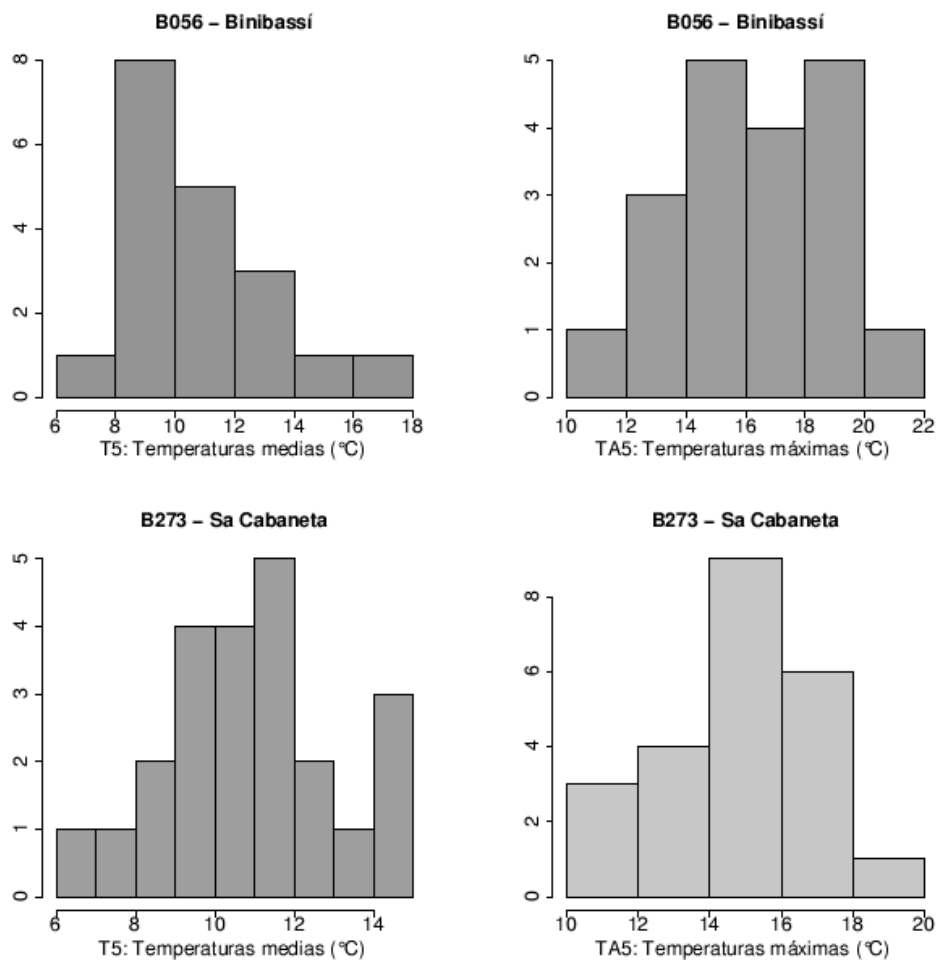 B056 – Binibassí
8
6
4
2
0
6 8 10 12 14 16 18
T5: Temperaturas medias (°C)
B056 – Binibassí
5
4
3
2
1
0
10 12 14 16 18 20 22
TA5: Temperaturas máximas (°C)
B273 – Sa Cabaneta
5
4
3
2
1
0
6 8 10 12 14
T5: Temperaturas medias (°C)
B273 – Sa Cabaneta
8
6
4
2
0
10 12 14 16 18 20
TA5: Temperaturas máximas (°C)